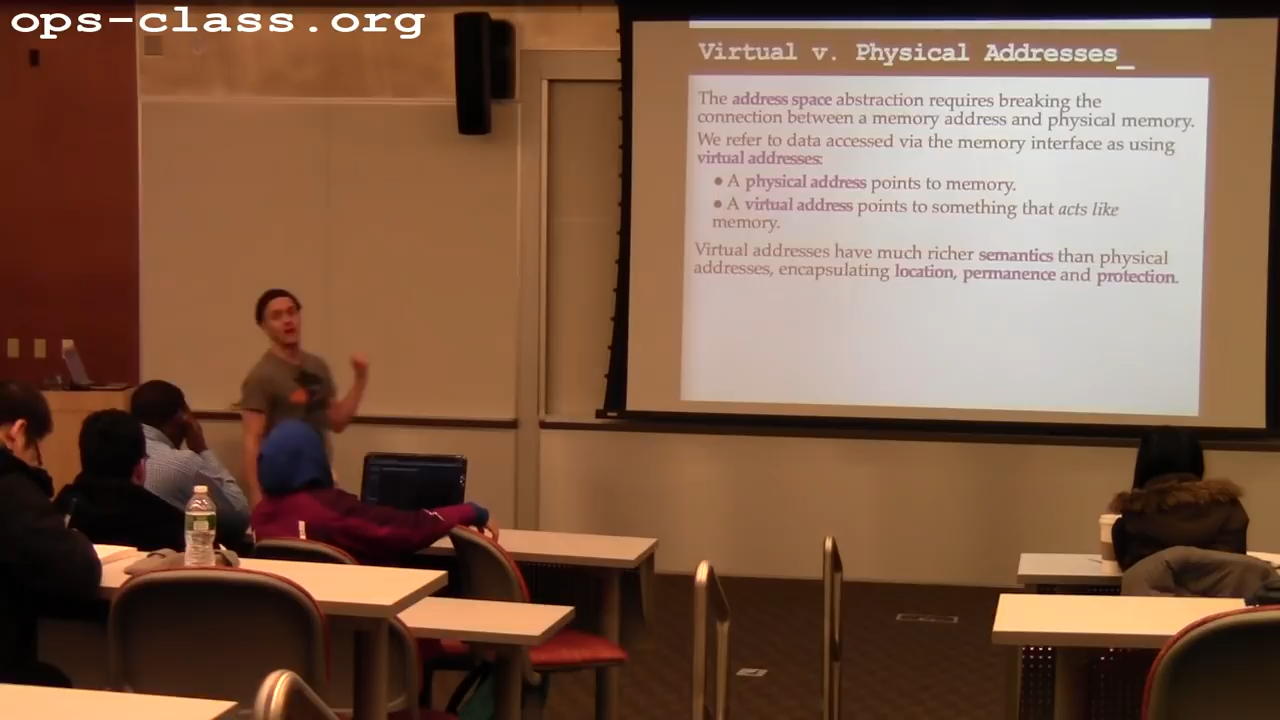 ops-class.org
Virtual v. Physical Addresses_
The address space abstraction requires breaking the
connection between a memory address and physical memory.
We refer to data accessed via the memory interface as using
virtual addresses:
• A physical address points to memory.
• A virtual address points to something that acts like
memory.
Virtual addresses have much richer semantics than physical
addresses, encapsulating location, permanence and protection.